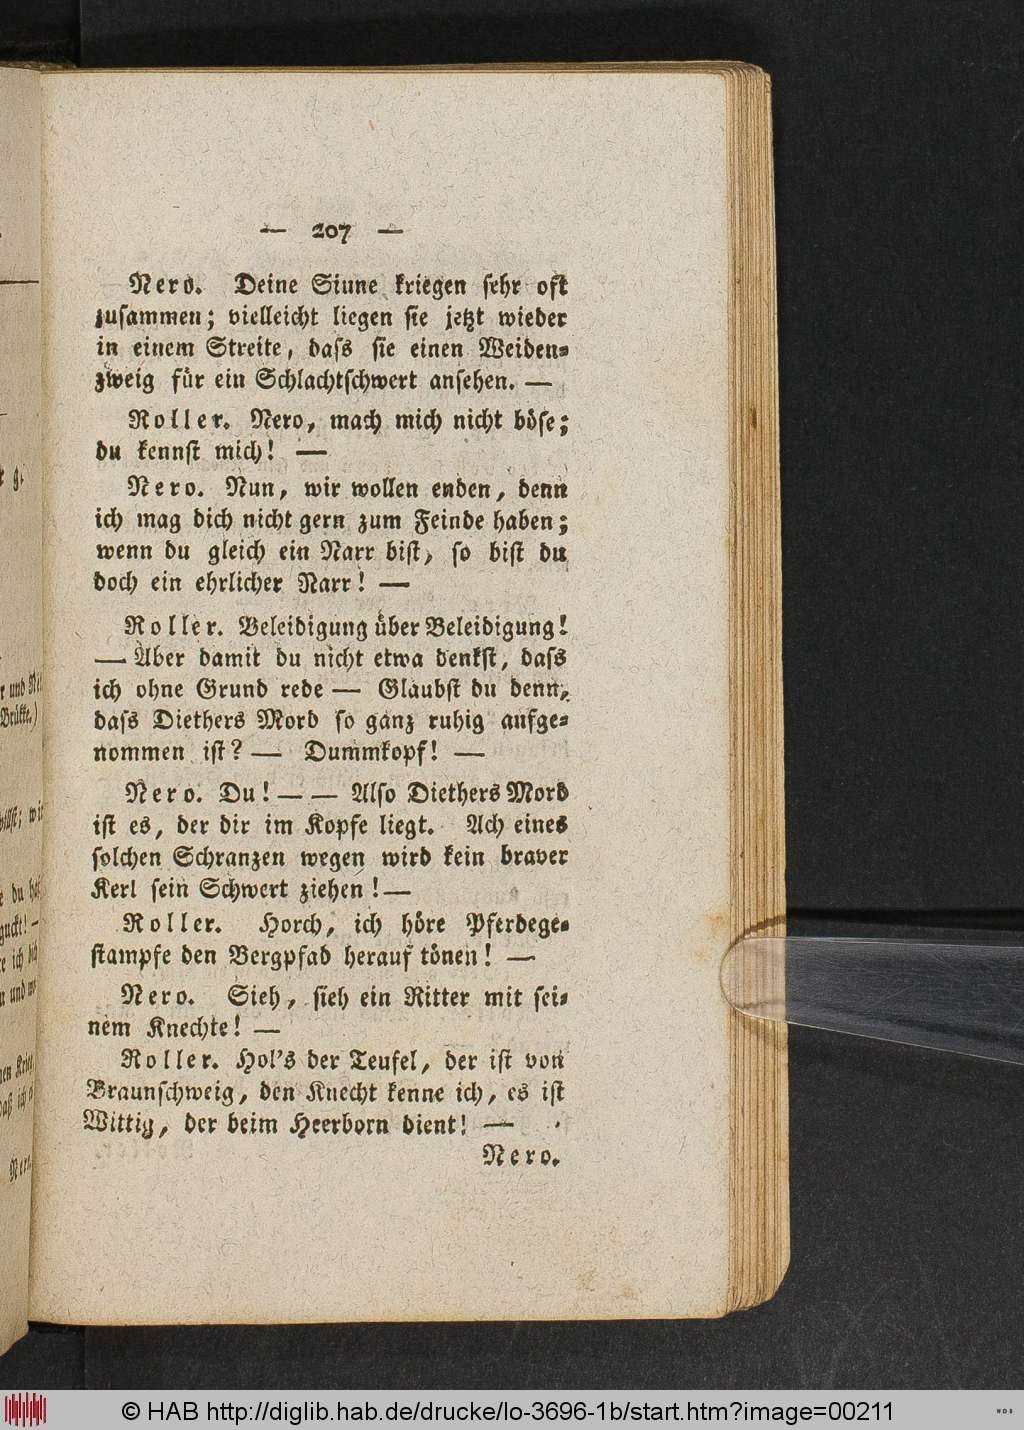 — 207 —
Nero. Deine Siune kriegen sehr oft
zusammen; vielleicht liegen sie jetzt wieder
in einem Streite, dass sie einen Weiden=
zweig für ein Schlachtschwert ansehen. —
Roller. Nero, mach mich nicht böse;
du kennst mich! —
Nero. Nun, wir wollen enden, denn
ich mag dich nicht gern zum Feinde haben;
wenn du gleich ein Narr bist, so bist du
doch ein ehrlicher Narr! —
Roller. Beleidigung über Beleidigung!
— Aber damit du nicht etwa denkst, dass
ich ohne Grund rede — Glaubst du denn,
dass Diethers Mord so ganz ruhig aufge=
nommen ist? — Dummkopf! —
Nero. Du! — — Also Diethers Mord
ist es, der dir im Kopfe liegt. Ach eines
solchen Schranzen wegen wird kein braver
Kerl sein Schwert ziehen! —
Roller. Horch, ich höre Pferdege=
stampfe den Bergpfad herauf tönen! —
Nero. Sieh, sieh ein Ritter mit sei=
nem Knechte! —
Roller. Hol's der Teufel, der ist von
Braunschweig, den Knecht kenne ich, es ist
Wittig, der beim Heerborn dient! —
Nero.
© HAB http://diglib.hab.de/drucke/lo-3696-1b/start.htm?image=00211